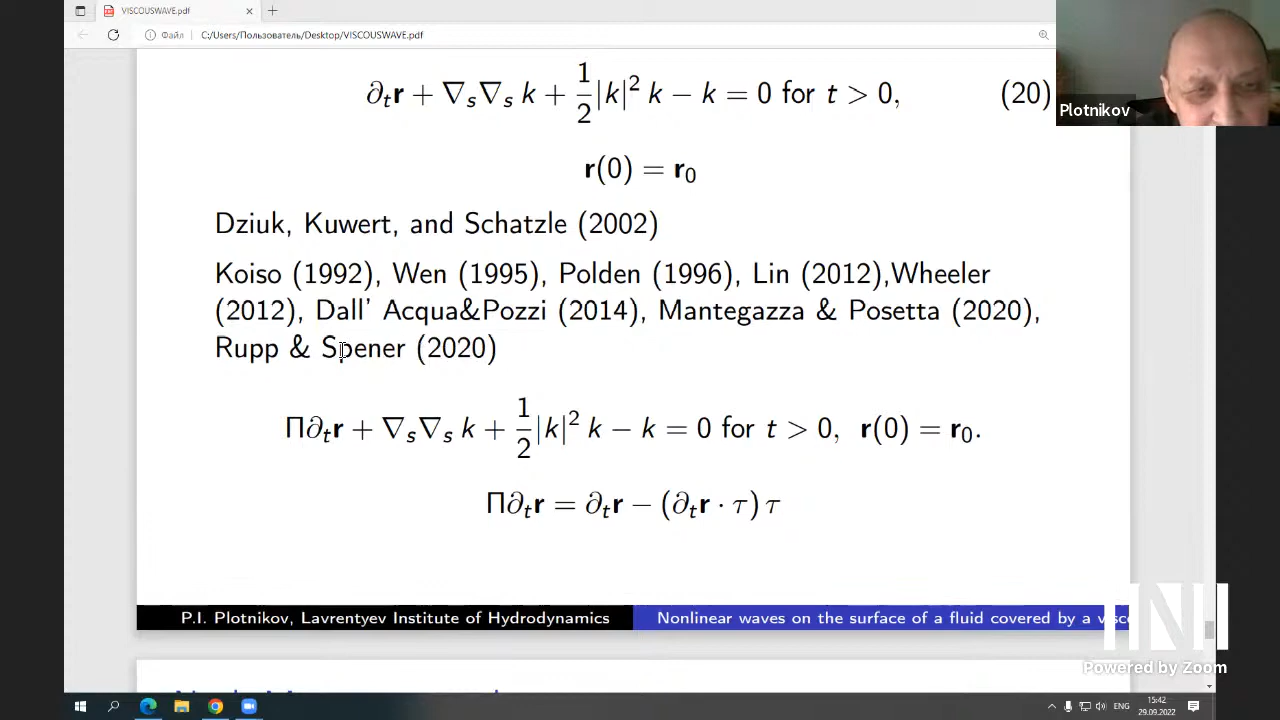 VISCOUSWAVE.pdf
Файл C:/Users/Пользователь/Desktop/VISCOUSWAVE.pdf
∂ₜ𝐫 + ∇ₛ∇ₛ k + 1/2 |k|² k − k = 0 for t > 0, (20)
Plotnikov
𝐫(0) = 𝐫₀
Dziuk, Kuwert, and Schatzle (2002)
Koiso (1992), Wen (1995), Polden (1996), Lin (2012),Wheeler
(2012), Dall' Acqua&Pozzi (2014), Mantegazza & Posetta (2020),
Rupp & Spener (2020)
Π∂ₜ𝐫 + ∇ₛ∇ₛ k + 1/2 |k|² k − k = 0 for t > 0, 𝐫(0) = 𝐫₀.
Π∂ₜ𝐫 = ∂ₜ𝐫 − (∂ₜ𝐫 · τ) τ
P.I. Plotnikov, Lavrentyev Institute of Hydrodynamics
Nonlinear waves on the surface of a fluid covered by a
Powered by Zoom
ENG
15:42
29.09.2022